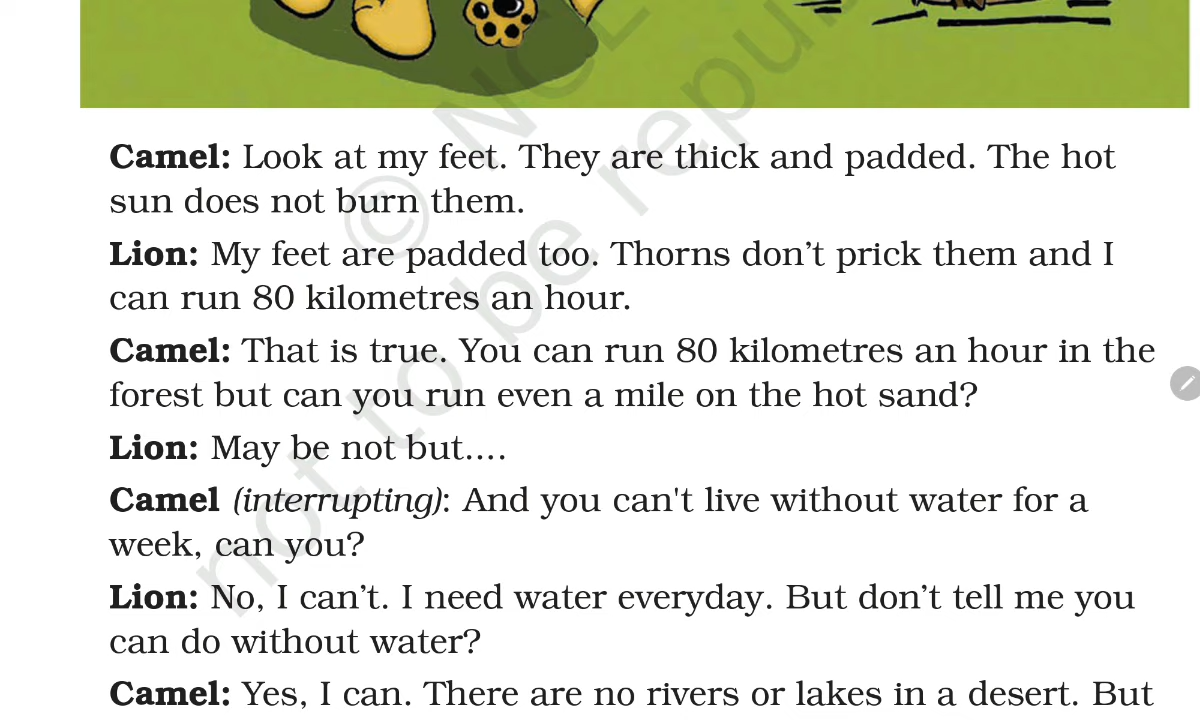 Camel: Look at my feet. They are thick and padded. The hot
sun does not burn them.
Lion: My feet are padded too. Thorns don’t prick them and I
can run 80 kilometres an hour.
Camel: That is true. You can run 80 kilometres an hour in the
forest but can you run even a mile on the hot sand?
Lion: May be not but....
Camel (interrupting): And you can't live without water for a
week, can you?
Lion: No, I can’t. I need water everyday. But don’t tell me you
can do without water?
Camel: Yes, I can. There are no rivers or lakes in a desert. But
not to be